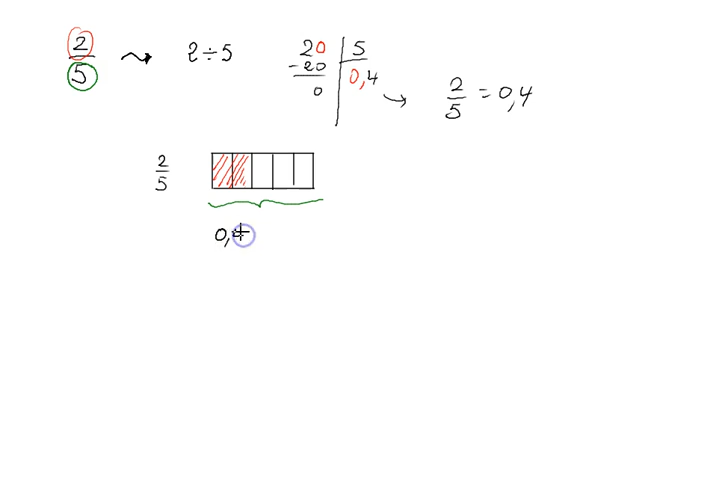 2/5 ⇝ 2 ÷ 5
20 | 5
-20 | 0,4
0
→ 2/5 = 0,4
2/5
0,4